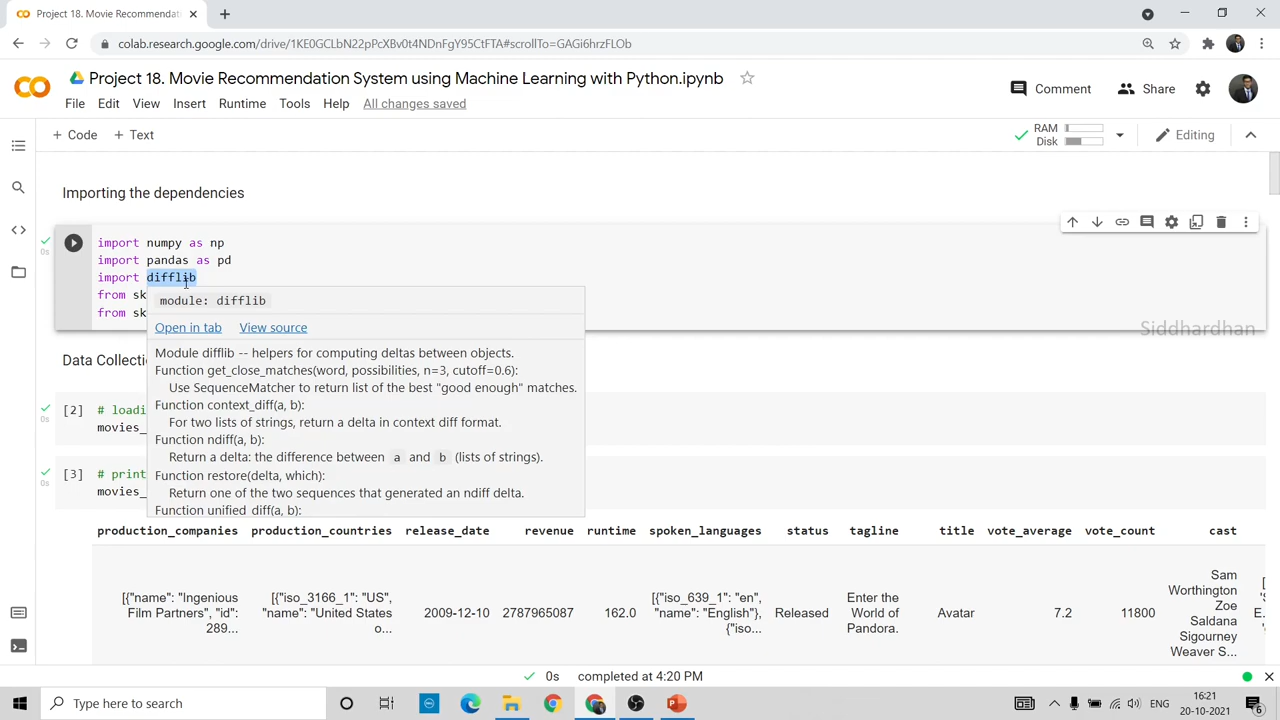 Project 18. Movie Recommendat
colab.research.google.com/drive/1KE0GCLbN22pPcXBv0t4NDnFgY95CtFTA#scrollTo=GAGi6hrzFLOb
Project 18. Movie Recommendation System using Machine Learning with Python.ipynb
File Edit View Insert Runtime Tools Help All changes saved
Comment Share
+ Code + Text
RAM
Disk
Editing
Importing the dependencies
0s
import numpy as np
import pandas as pd
import difflib
from sk
from sk
module: difflib
Open in tab View source
Module difflib -- helpers for computing deltas between objects.
Function get_close_matches(word, possibilities, n=3, cutoff=0.6):
Use SequenceMatcher to return list of the best "good enough" matches.
Function context_diff(a, b):
For two lists of strings, return a delta in context diff format.
Function ndiff(a, b):
Return a delta: the difference between a and b (lists of strings).
Function restore(delta, which):
Return one of the two sequences that generated an ndiff delta.
Function unified_diff(a, b):
Siddhardhan
Data Collecti
0s
[2] # loadi
movies_
0s
[3] # print
movies_
production_companies production_countries release_date revenue runtime spoken_languages status tagline title vote_average vote_count cast
[{"name": "Ingenious
Film Partners", "id":
289...
[{"iso_3166_1": "US",
"name": "United States
o...
2009-12-10 2787965087 162.0
[{"iso_639_1": "en",
"name": "English"},
{"iso...
Released
Enter the
World of
Pandora.
Avatar 7.2 11800
Sam
Worthington
Zoe
Saldana
Sigourney
Weaver S...
0s completed at 4:20 PM
Type here to search
ENG
16:21
20-10-2021
6